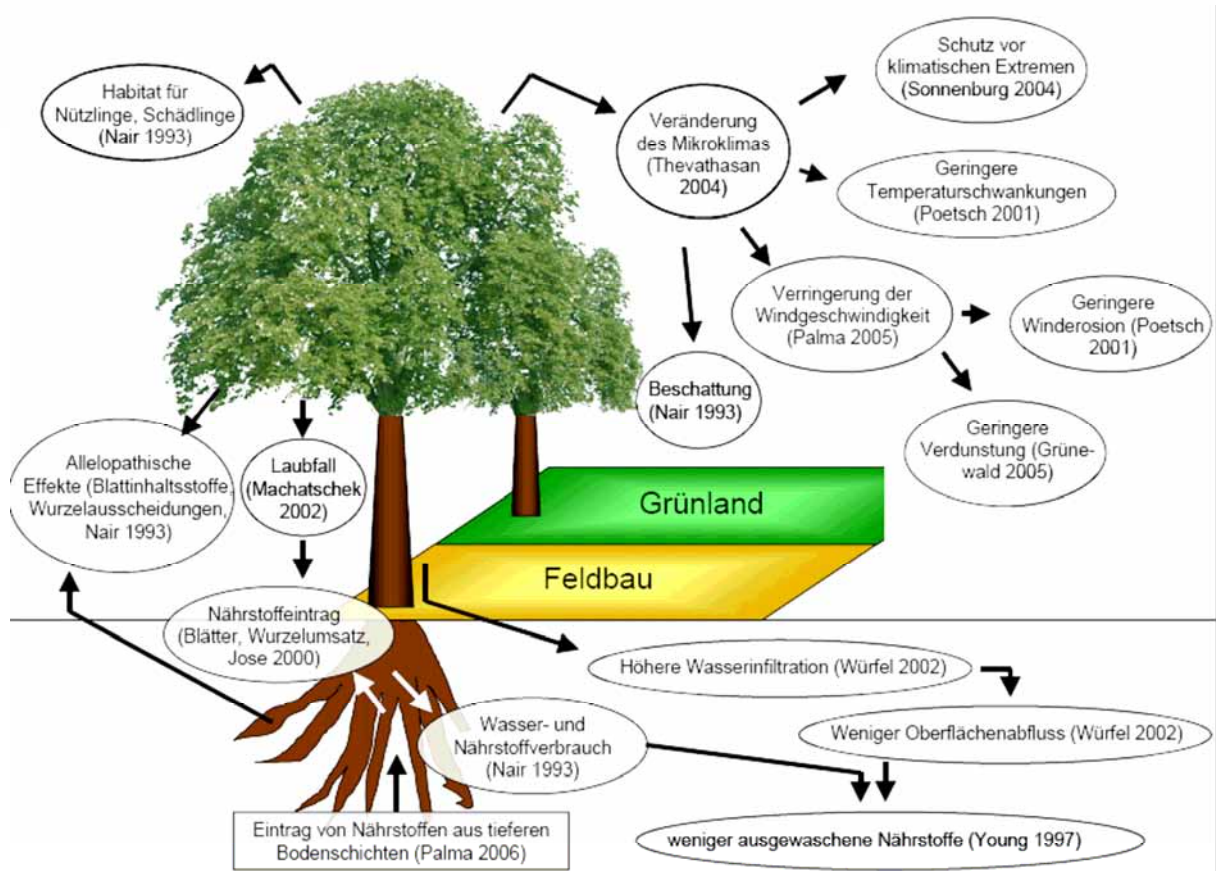 Schutz vor
klimatischen Extremen
(Sonnenburg 2004)
Habitat für
Nützlinge, Schädlinge
(Nair 1993)
Veränderung
des Mikroklimas
(Thevathasan
2004)
Geringere
Temperaturschwankungen
(Poetsch 2001)
Verringerung der
Windgeschwindigkeit
(Palma 2005)
Geringere
Winderosion (Poetsch
2001)
Beschattung
(Nair 1993)
Geringere
Verdunstung (Grüne-
wald 2005)
Allelopathische
Effekte (Blattinhaltsstoffe,
Wurzelausscheidungen,
Nair 1993)
Laubfall
(Machatschek
2002)
Grünland
Feldbau
Nährstoffeintrag
(Blätter, Wurzelumsatz,
Jose 2000)
Höhere Wasserinfiltration (Würfel 2002)
Wasser- und
Nährstoffverbrauch
(Nair 1993)
Weniger Oberflächenabfluss (Würfel 2002)
Eintrag von Nährstoffen aus tieferen
Bodenschichten (Palma 2006)
weniger ausgewaschene Nährstoffe (Young 1997)